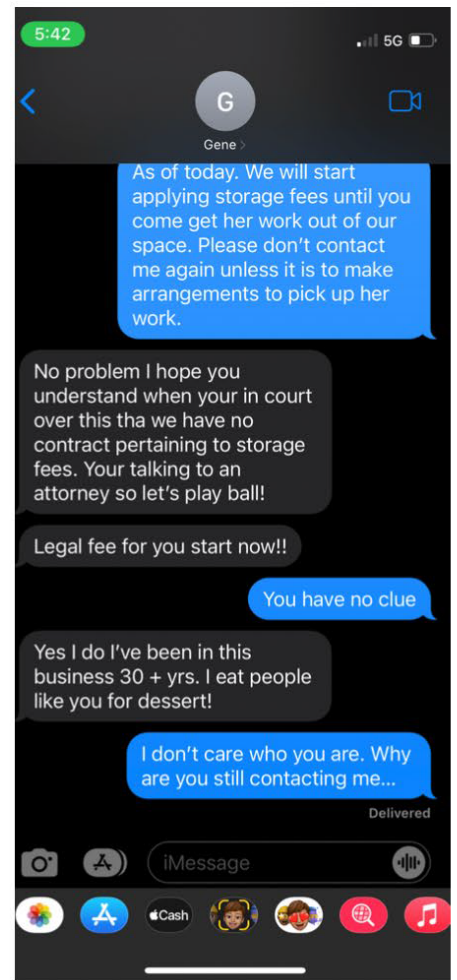 5:42
5G
G
Gene
As of today. We will start
applying storage fees until you
come get her work out of our
space. Please don’t contact
me again unless it is to make
arrangements to pick up her
work.
No problem I hope you
understand when your in court
over this tha we have no
contract pertaining to storage
fees. Your talking to an
attorney so let’s play ball!
Legal fee for you start now!!
You have no clue
Yes I do I’ve been in this
business 30 + yrs. I eat people
like you for dessert!
I don’t care who you are. Why
are you still contacting me...
Delivered
iMessage
Cash